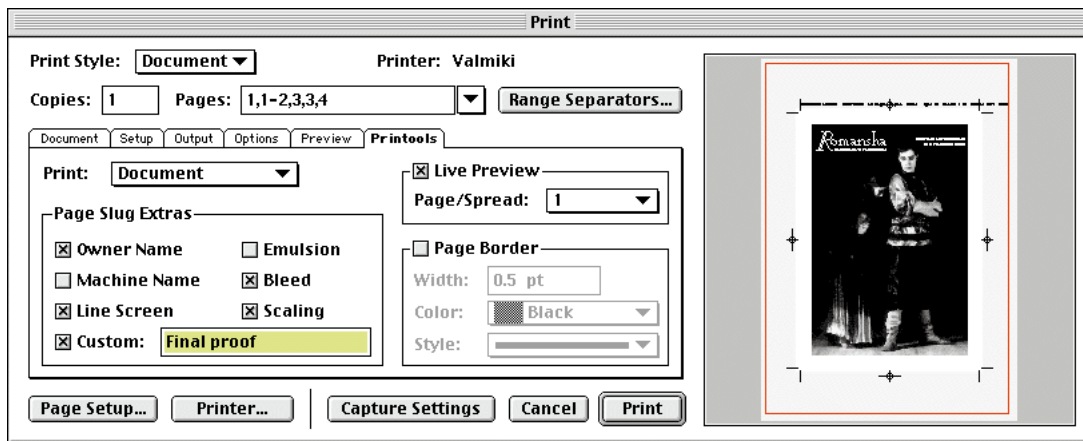 Print
Print Style: Document Printer: Valmiki
Copies: 1 Pages: 1,1-2,3,3,4 Range Separators...
Document Setup Output Options Preview Printools
Print: Document
Live Preview
Page/Spread: 1
Page Slug Extras
Owner Name Emulsion
Machine Name Bleed
Line Screen Scaling
Custom: Final proof
Page Border
Width: 0.5 pt
Color: Black
Style:
Page Setup... Printer... Capture Settings Cancel Print
Romansha